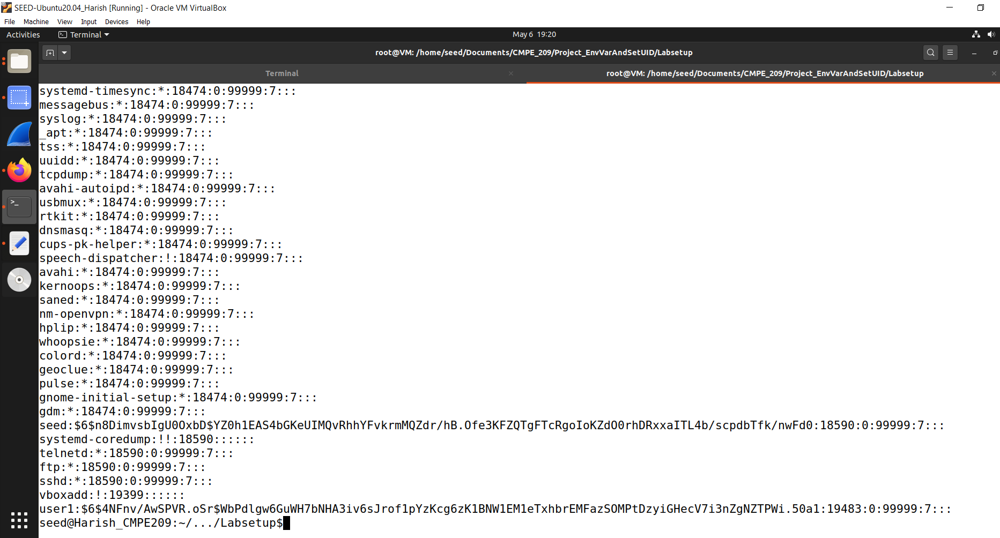 SEED-Ubuntu20.04_Harish [Running] - Oracle VM VirtualBox
File Machine View Input Devices Help
Activities Terminal May 6 19:20
root@VM: /home/seed/Documents/CMPE_209/Project_EnvVarAndSetUID/Labsetup
Terminal × root@VM: /home/seed/Documents/CMPE_209/Project_EnvVarAndSetUID/Labsetup ×
systemd-timesync:*:18474:0:99999:7:::
messagebus:*:18474:0:99999:7:::
syslog:*:18474:0:99999:7:::
_apt:*:18474:0:99999:7:::
tss:*:18474:0:99999:7:::
uuidd:*:18474:0:99999:7:::
tcpdump:*:18474:0:99999:7:::
avahi-autoipd:*:18474:0:99999:7:::
usbmux:*:18474:0:99999:7:::
rtkit:*:18474:0:99999:7:::
dnsmasq:*:18474:0:99999:7:::
cups-pk-helper:*:18474:0:99999:7:::
speech-dispatcher:!:18474:0:99999:7:::
avahi:*:18474:0:99999:7:::
kernoops:*:18474:0:99999:7:::
saned:*:18474:0:99999:7:::
nm-openvpn:*:18474:0:99999:7:::
hplip:*:18474:0:99999:7:::
whoopsie:*:18474:0:99999:7:::
colord:*:18474:0:99999:7:::
geoclue:*:18474:0:99999:7:::
pulse:*:18474:0:99999:7:::
gnome-initial-setup:*:18474:0:99999:7:::
gdm:*:18474:0:99999:7:::
seed:$6$n8DimvsbIgU0OxbD$YZ0h1EAS4bGKeUIMQvRhhYFvkrmMQZdr/hB.Ofe3KFZQTgFTcRgoIoKZdO0rhDRxxaITL4b/scpdbTfk/nwFd0:18590:0:99999:7:::
systemd-coredump:!!:18590::::::
telnetd:*:18590:0:99999:7:::
ftp:*:18590:0:99999:7:::
sshd:*:18590:0:99999:7:::
vboxadd:!:19399::::::
user1:$6$4NFnv/AwSPVR.oSr$WbPdlgw6GuWH7bNHA3iv6sJrof1pYzKcg6zK1BNW1EM1eTxhbrEMFazSOMPtDzyiGHecV7i3nZgNZTPWi.50a1:19483:0:99999:7:::
seed@Harish_CMPE209:~/.../Labsetup$